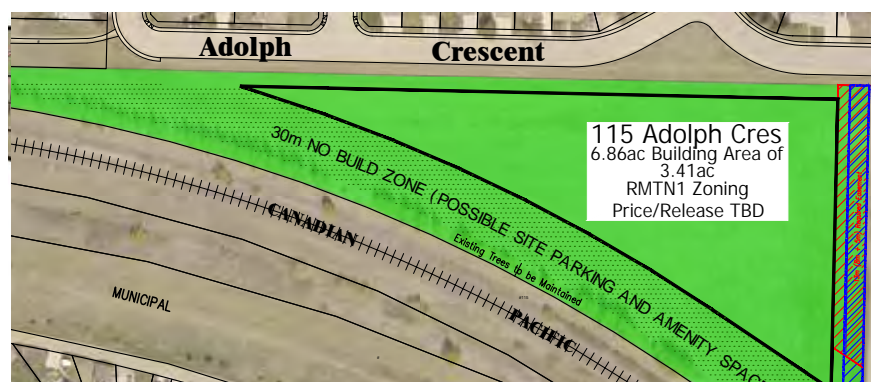 Adolph Crescent
115 Adolph Cres
6.86ac Building Area of
3.41ac
RMTN1 Zoning
Price/Release TBD
30m NO BUILD ZONE (POSSIBLE SITE PARKING AND AMENITY SPAC
Existing Trees to be Maintained
CANADIAN PACIFIC
MUNICIPAL